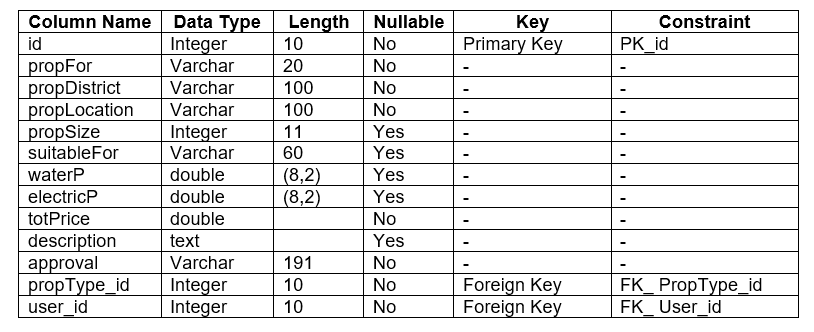 Column Name Data Type Length Nullable Key Constraint
id Integer 10 No Primary Key PK_id
propFor Varchar 20 No - -
propDistrict Varchar 100 No - -
propLocation Varchar 100 No - -
propSize Integer 11 Yes - -
suitableFor Varchar 60 Yes - -
waterP double (8,2) Yes - -
electricP double (8,2) Yes - -
totPrice double No - -
description text Yes - -
approval Varchar 191 No - -
propType_id Integer 10 No Foreign Key FK_ PropType_id
user_id Integer 10 No Foreign Key FK_ User_id